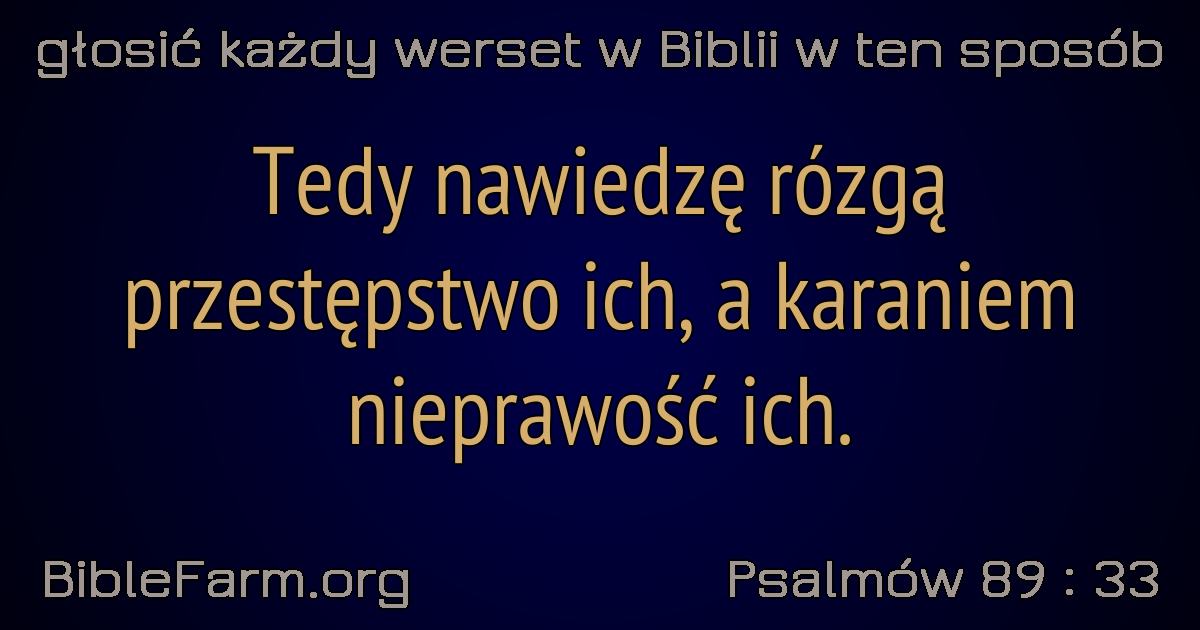 głosić każdy werset w Biblii w ten sposób
Tedy nawiedzę rózgą
przestępstwo ich, a karaniem
nieprawość ich.
BibleFarm.org
Psalmów 89 : 33